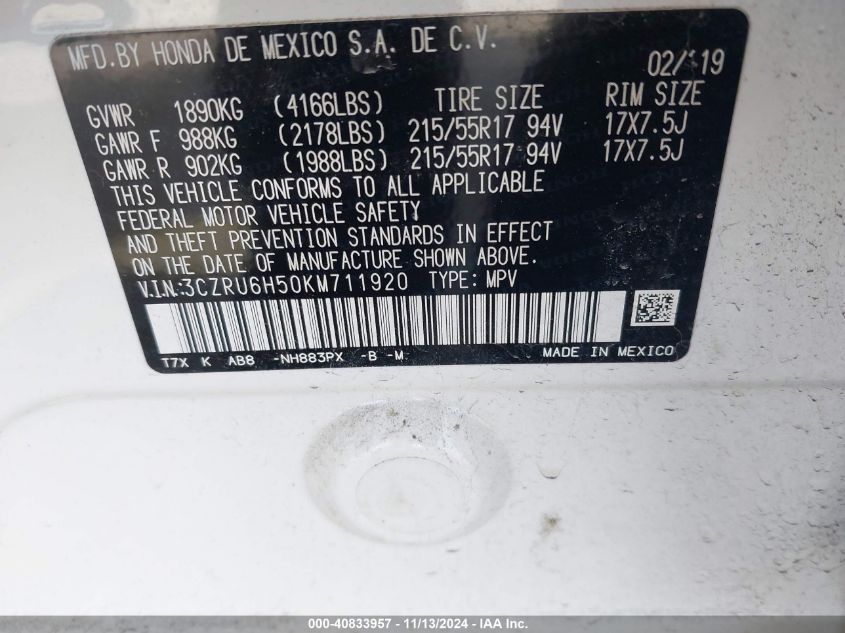 MFD.BY HONDA DE MEXICO S.A. DE C.V.
02/19
GVWR 1890KG (4166LBS) TIRE SIZE RIM SIZE
GAWR F 988KG (2178LBS) 215/55R17 94V 17X7.5J
GAWR R 902KG (1988LBS) 215/55R17 94V 17X7.5J
THIS VEHICLE CONFORMS TO ALL APPLICABLE
FEDERAL MOTOR VEHICLE SAFETY
AND THEFT PREVENTION STANDARDS IN EFFECT
ON THE DATE OF MANUFACTURE SHOWN ABOVE.
V.I.N.:3CZRU6H50KM711920 TYPE: MPV
T7X K AB8 -NH883PX -B -M- MADE IN MEXICO
000-40833957 - 11/13/2024 - IAA Inc.